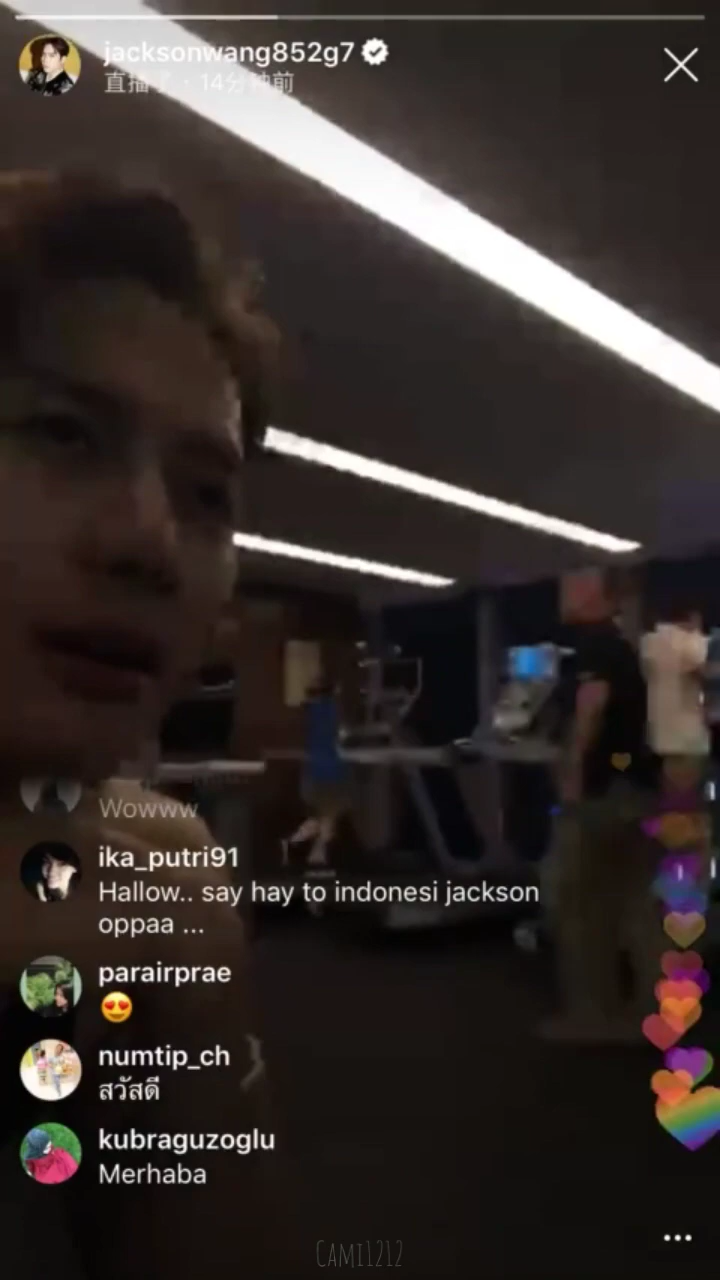 jacksonwang852g7
直播了 · 14分钟前
Wowww
ika_putri91
Hallow.. say hay to indonesi jackson
oppaa ...
parairprae
😍
numtip_ch
สวัสดี
kubraguzoglu
Merhaba
CAMI1212